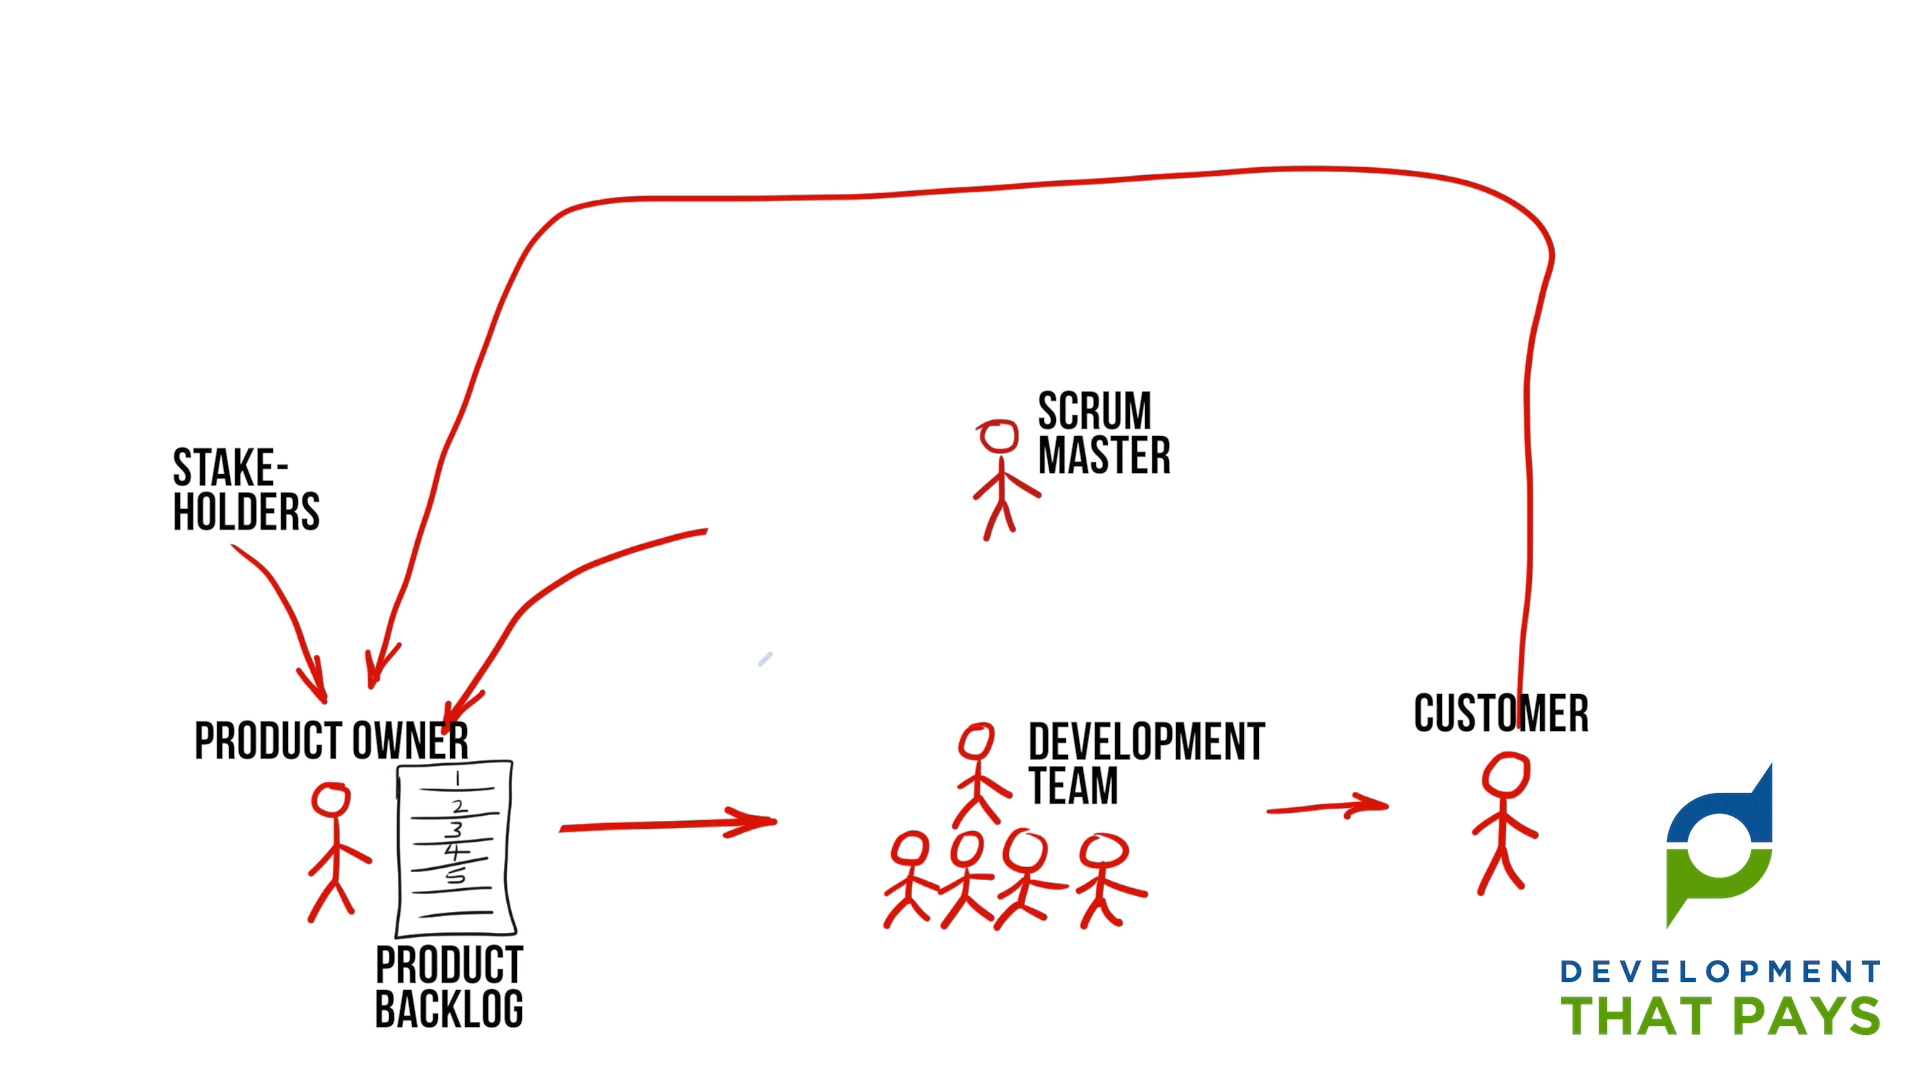 SCRUM
MASTER
STAKE-
HOLDERS
PRODUCT OWNER
1
2
3
4
5
PRODUCT
BACKLOG
DEVELOPMENT
TEAM
CUSTOMER
DEVELOPMENT
THAT PAYS